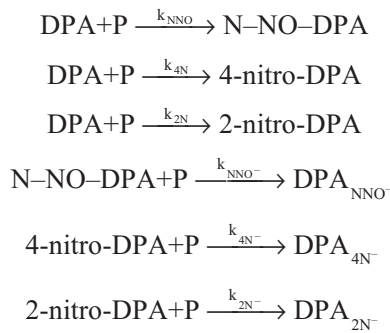 DPA+P —k_NNO→ N–NO–DPA
DPA+P —k_4N→ 4-nitro-DPA
DPA+P —k_2N→ 2-nitro-DPA
N–NO–DPA+P —k_NNO⁻→ DPA_NNO⁻
4-nitro-DPA+P —k_4N⁻→ DPA_4N⁻
2-nitro-DPA+P —k_2N⁻→ DPA_2N⁻